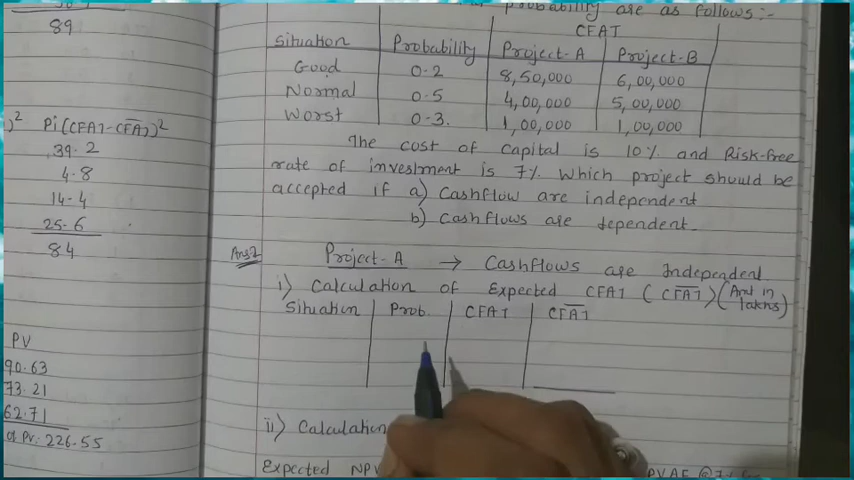 89
)² Pi(CFAT-CFAT)²
39.2
4.8
14.4
25.6
84
PV
90.63
73.21
62.71
of PV: 226.55
probability are as follows:-
CFAT
Situation Probability Project-A Project-B
Good 0.2 8,50,000 6,00,000
Normal 0.5 4,00,000 5,00,000
Worst 0.3. 1,00,000 1,00,000
The cost of capital is 10% and Risk-free
rate of investment is 7%. Which project should be
accepted if a) Cashflow are independent
b) Cashflows are dependent.
Ans:7 Project-A → Cashflows are Independent
i) Calculation of Expected CFAT (CFAT) (Amt in lakhs)
Situation Prob. CFAT CFAT
ii) Calculation
Expected NPV PVAF @7%